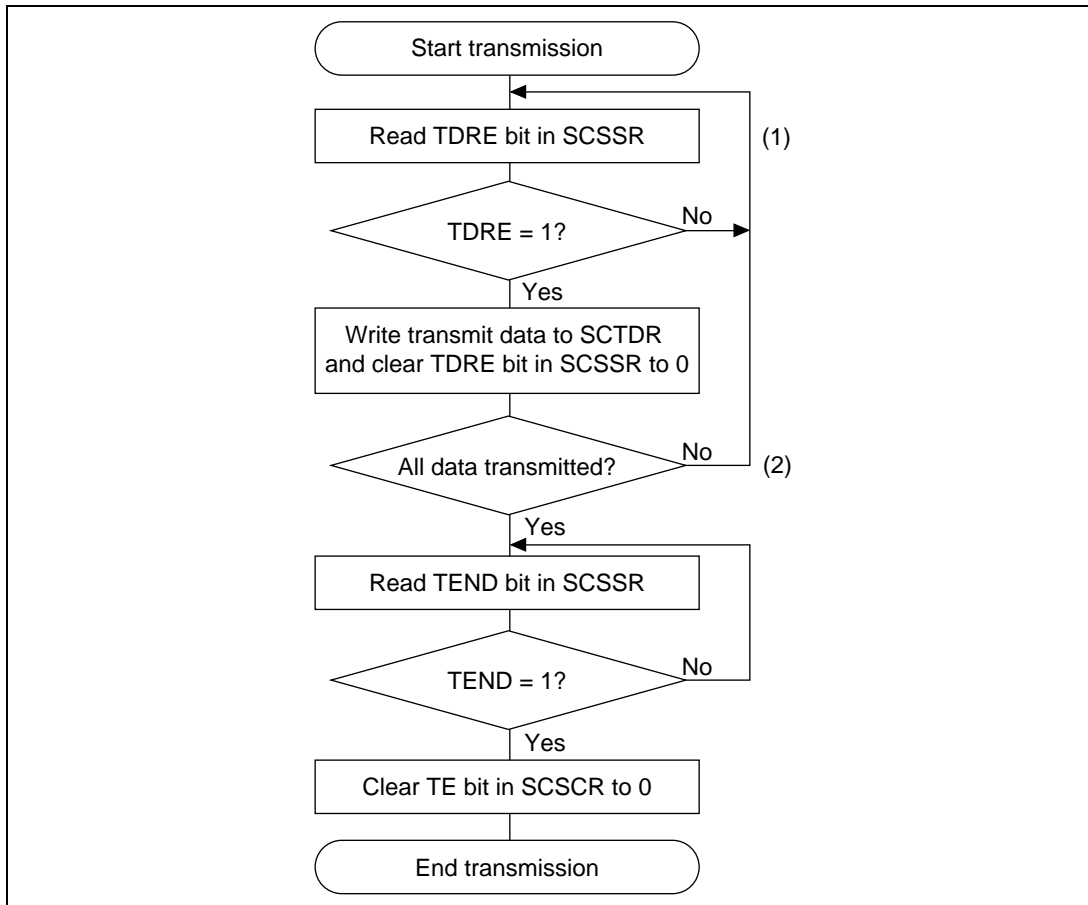 Start transmission
Read TDRE bit in SCSSR
(1)
TDRE = 1?
No
Yes
Write transmit data to SCTDR
and clear TDRE bit in SCSSR to 0
All data transmitted?
No
(2)
Yes
Read TEND bit in SCSSR
TEND = 1?
No
Yes
Clear TE bit in SCSCR to 0
End transmission